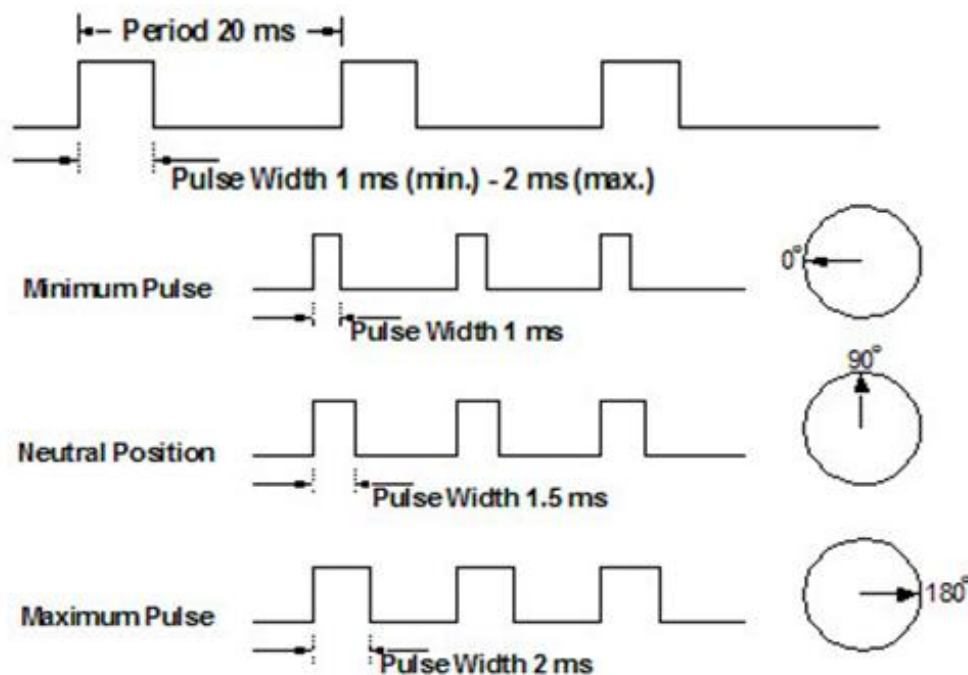 Period 20 ms
Pulse Width 1 ms (min.) - 2 ms (max.)
Minimum Pulse
Pulse Width 1 ms
0°
Neutral Position
Pulse Width 1.5 ms
90°
Maximum Pulse
Pulse Width 2 ms
180°